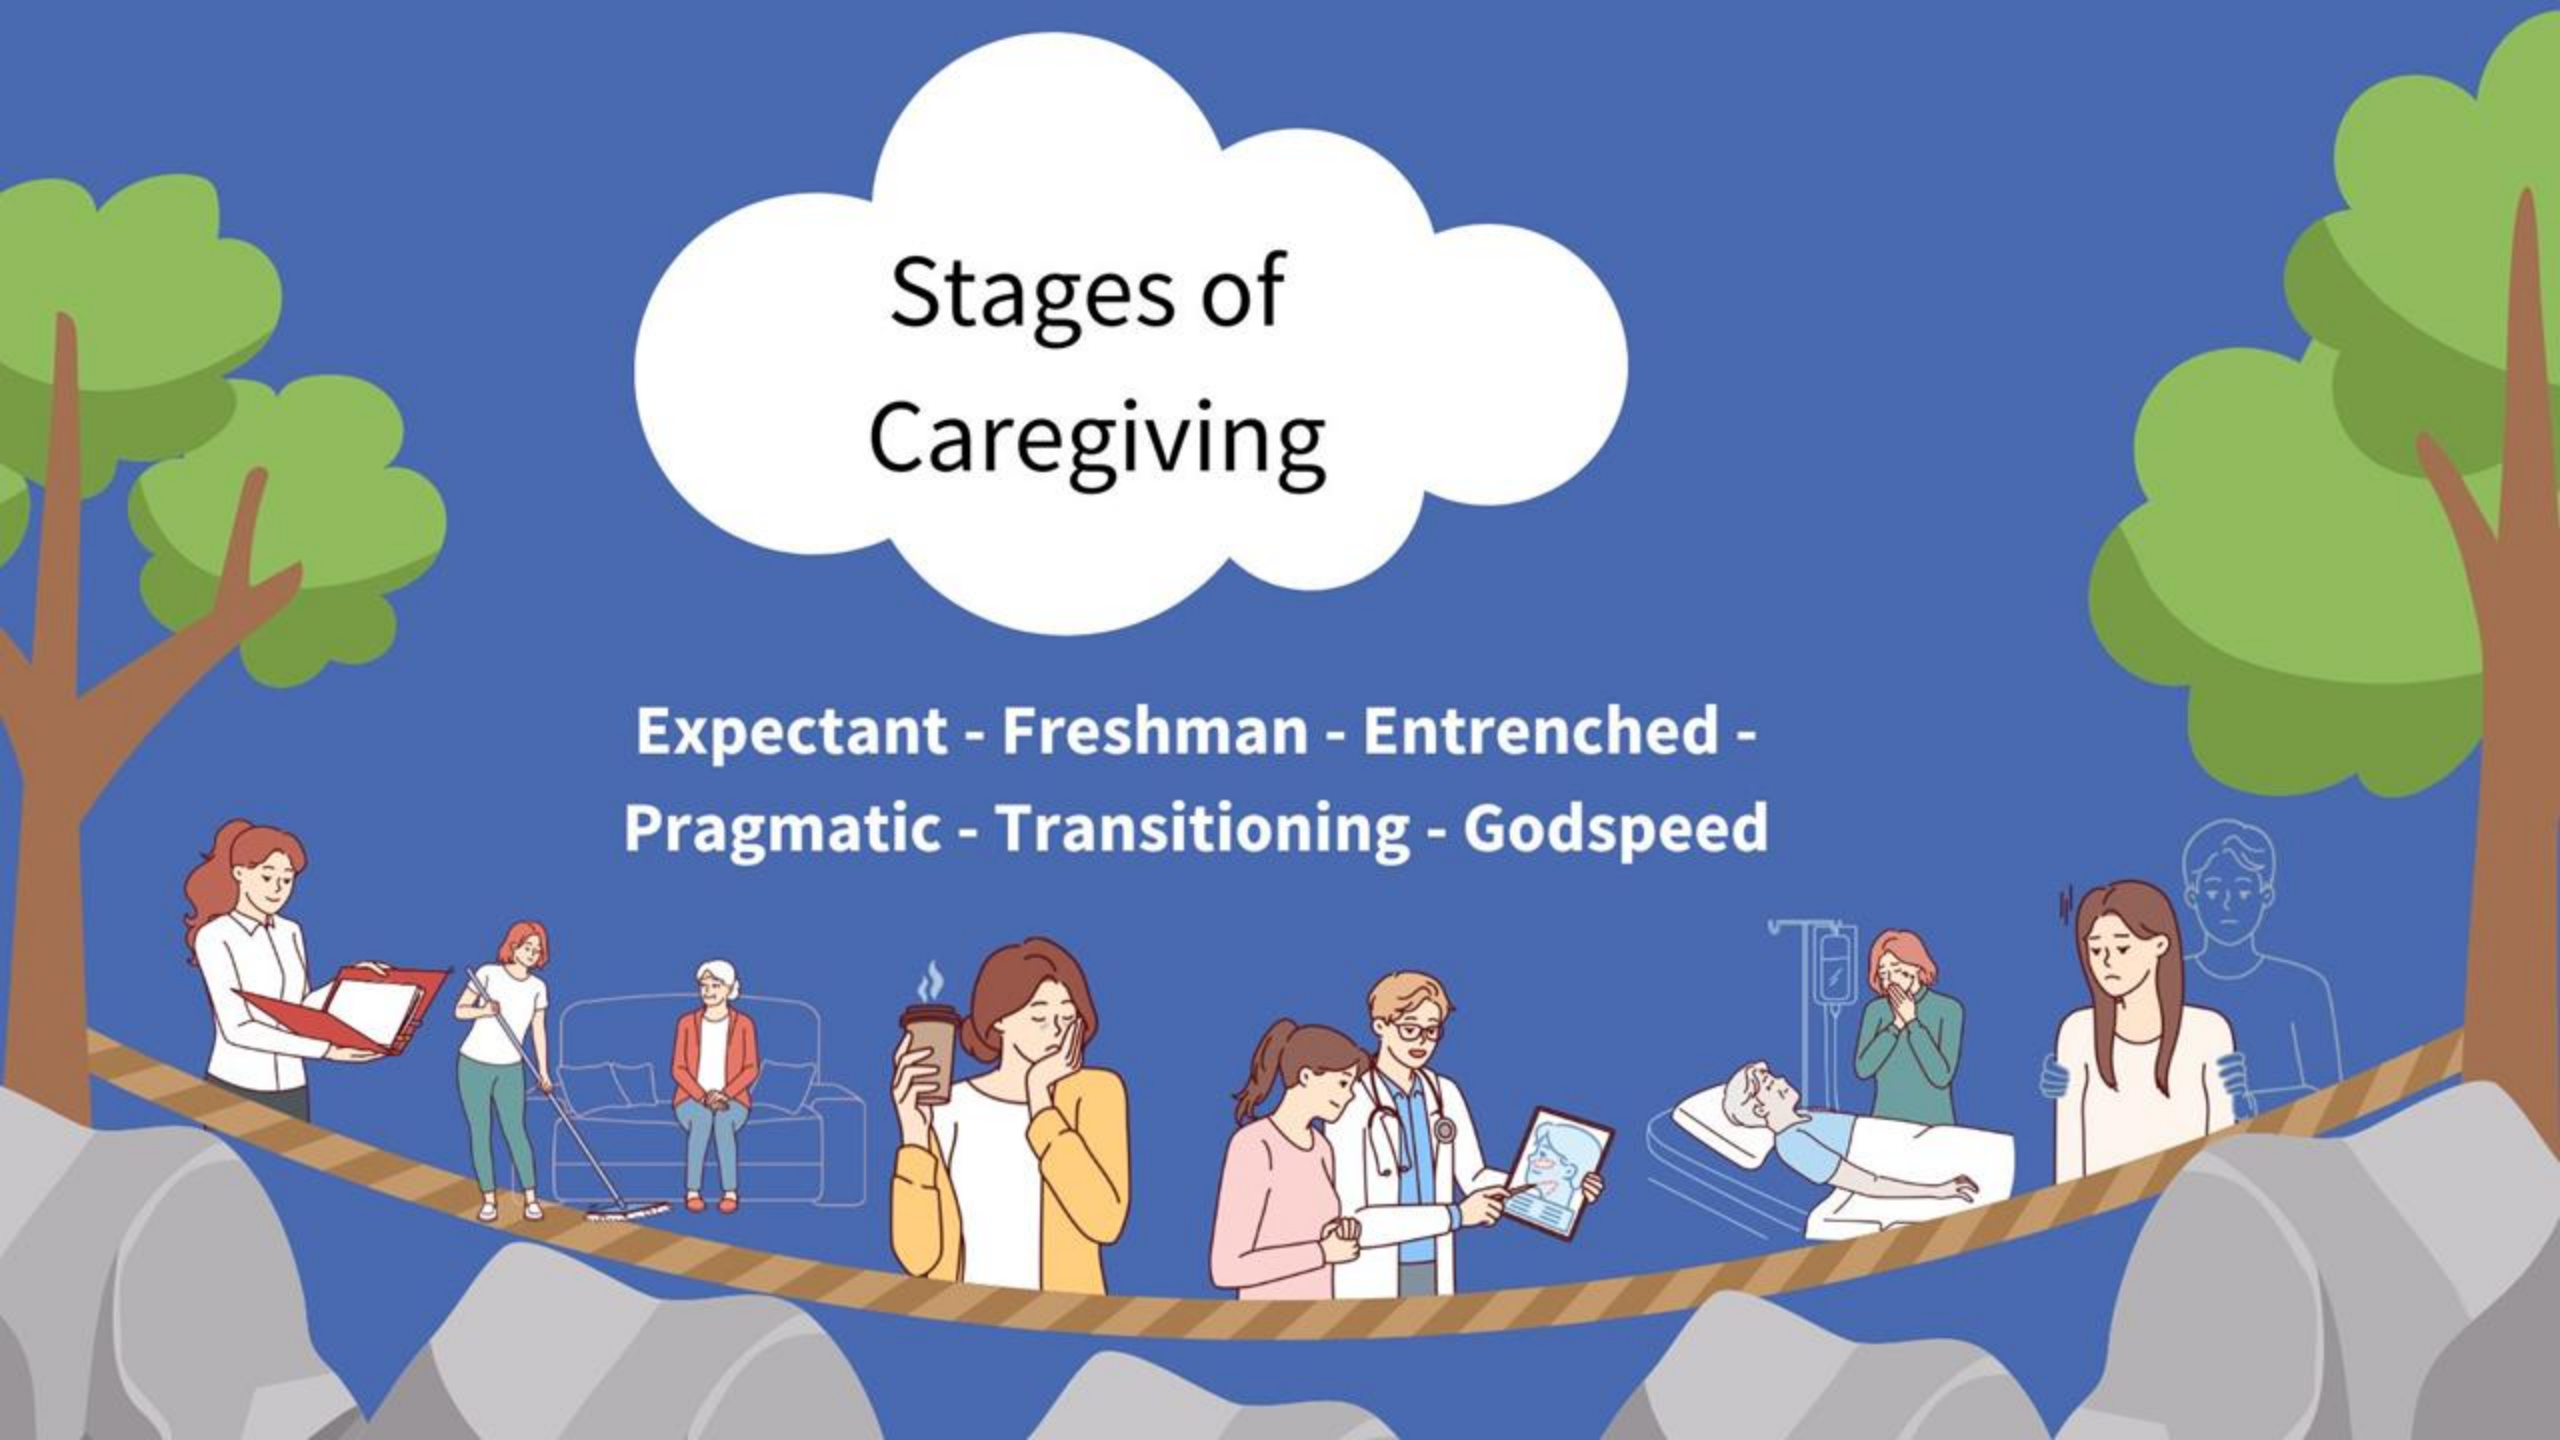 Stages of
Caregiving
Expectant - Freshman - Entrenched -
Pragmatic - Transitioning - Godspeed